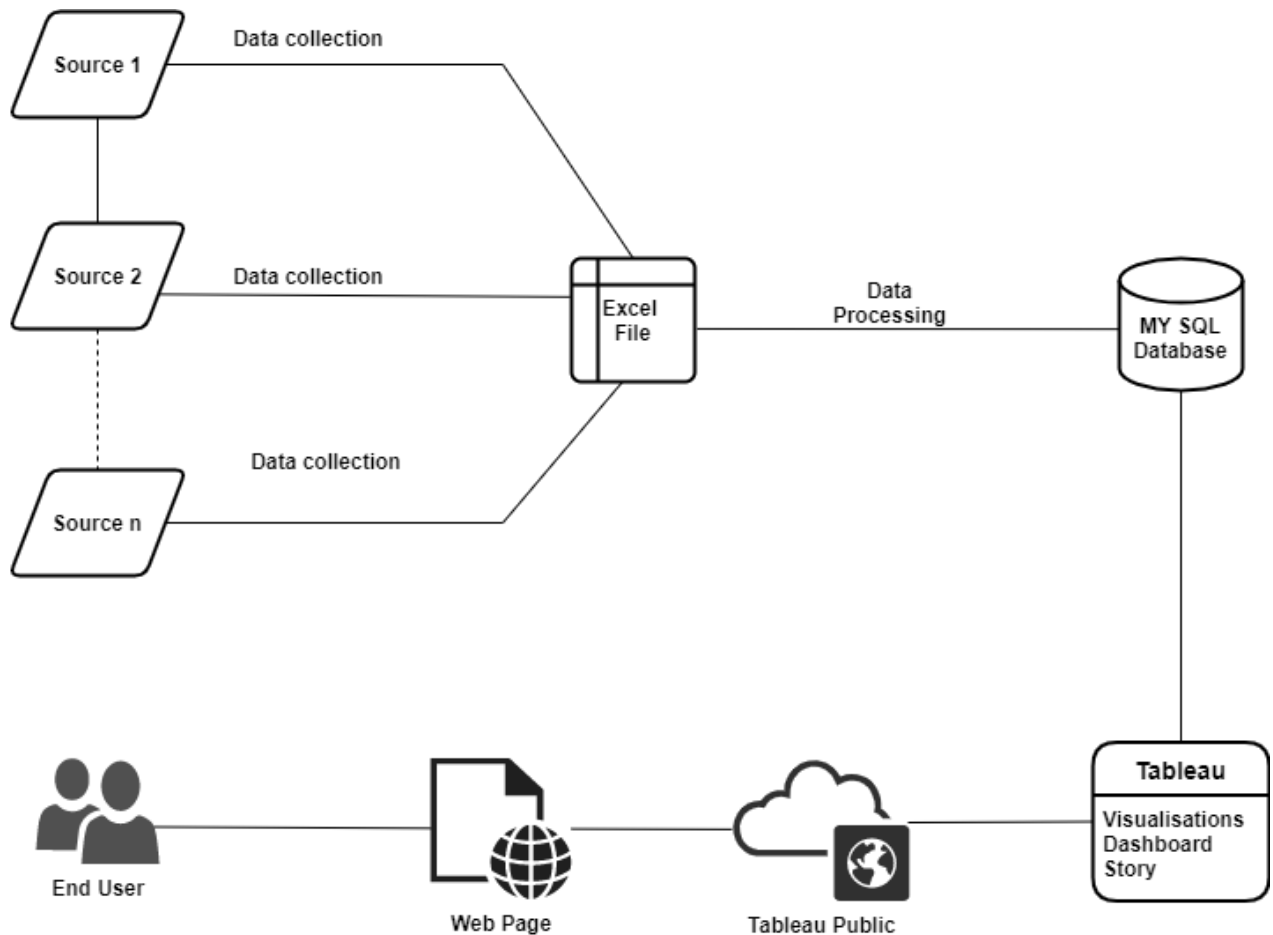 Data collection
Source 1
Source 2
Data collection
Excel
File
Data
Processing
MY SQL
Database
Data collection
Source n
Tableau
Visualisations
Dashboard
Story
End User
Web Page
Tableau Public